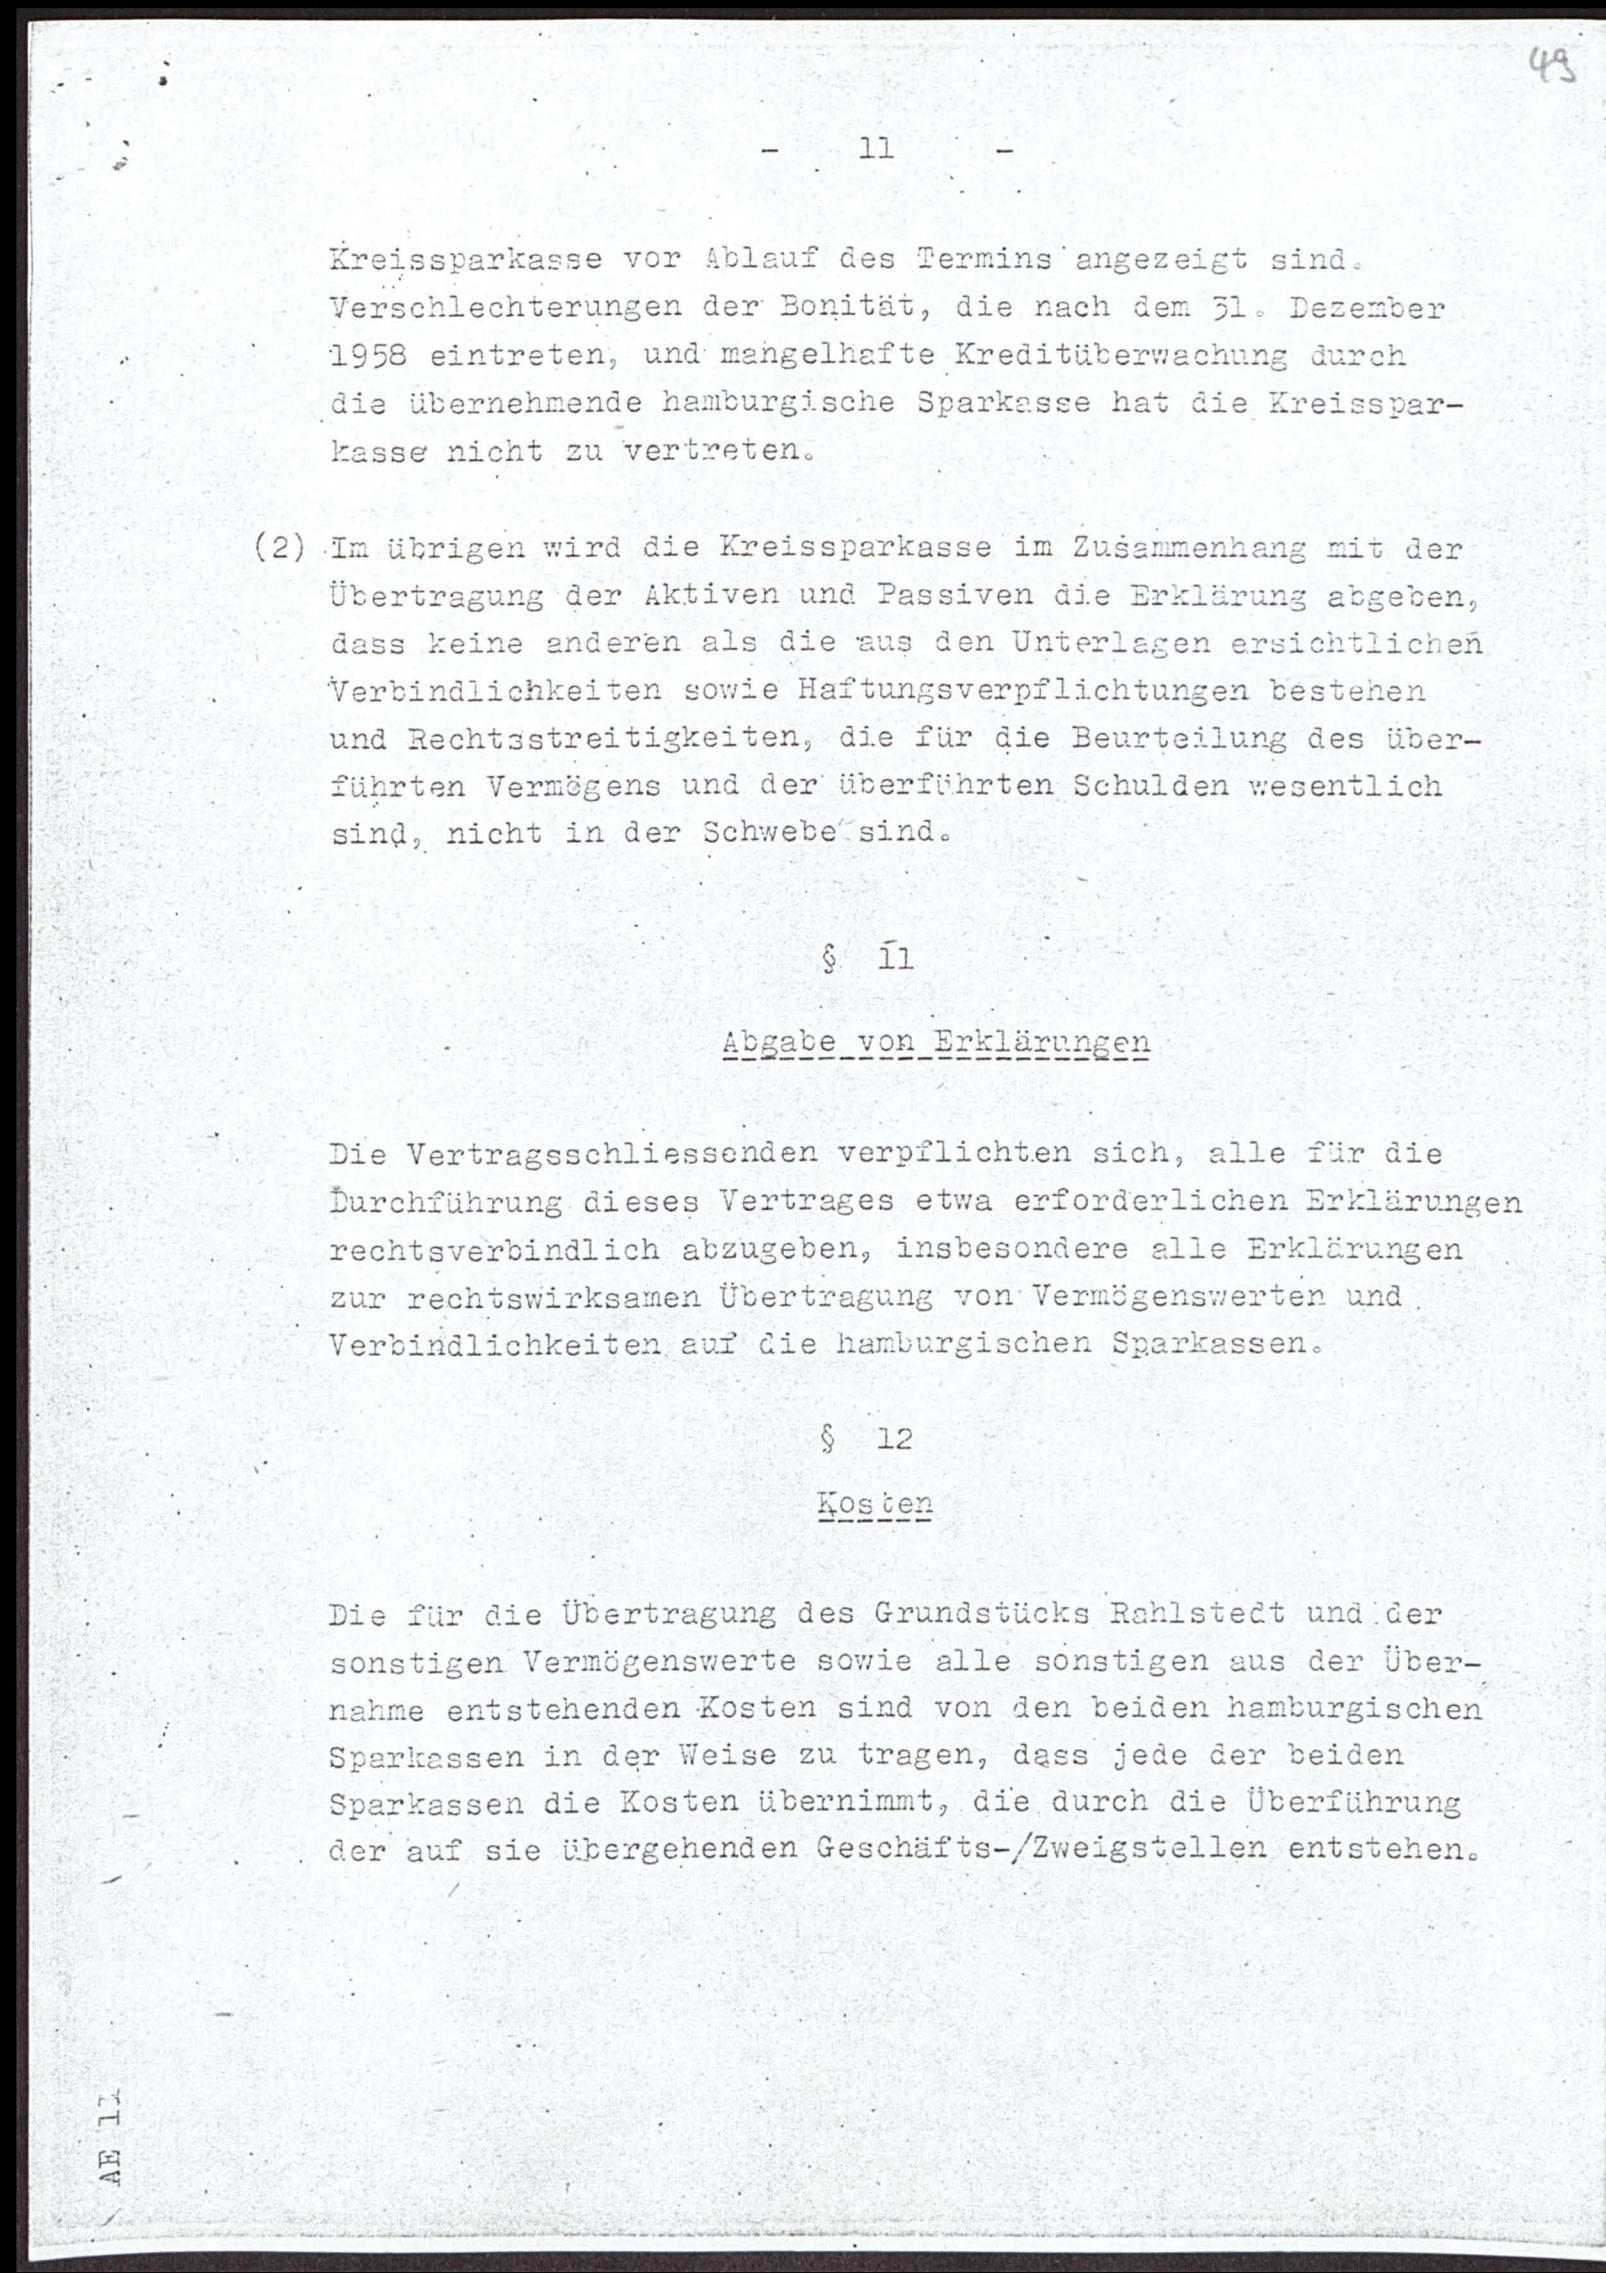 49
- 11 -
Kreissparkasse vor Ablauf des Termins angezeigt sind.
Verschlechterungen der Bonität, die nach dem 31. Dezember
1958 eintreten, und mangelhafte Kreditüberwachung durch
die übernehmende hamburgische Sparkasse hat die Kreisspar-
kasse nicht zu vertreten.
(2) Im übrigen wird die Kreissparkasse im Zusammenhang mit der
Übertragung der Aktiven und Passiven die Erklärung abgeben,
dass keine anderen als die aus den Unterlagen ersichtlichen
Verbindlichkeiten sowie Haftungsverpflichtungen bestehen
und Rechtsstreitigkeiten, die für die Beurteilung des über-
führten Vermögens und der überführten Schulden wesentlich
sind, nicht in der Schwebe sind.
§ 11
Abgabe von Erklärungen
Die Vertragsschliessenden verpflichten sich, alle für die
Durchführung dieses Vertrages etwa erforderlichen Erklärungen
rechtsverbindlich abzugeben, insbesondere alle Erklärungen
zur rechtswirksamen Übertragung von Vermögenswerten und
Verbindlichkeiten auf die hamburgischen Sparkassen.
§ 12
Kosten
Die für die Übertragung des Grundstücks Rahlstedt und der
sonstigen Vermögenswerte sowie alle sonstigen aus der Über-
nahme entstehenden Kosten sind von den beiden hamburgischen
Sparkassen in der Weise zu tragen, dass jede der beiden
Sparkassen die Kosten übernimmt, die durch die Überführung
der auf sie übergehenden Geschäfts-/Zweigstellen entstehen.
AE 11